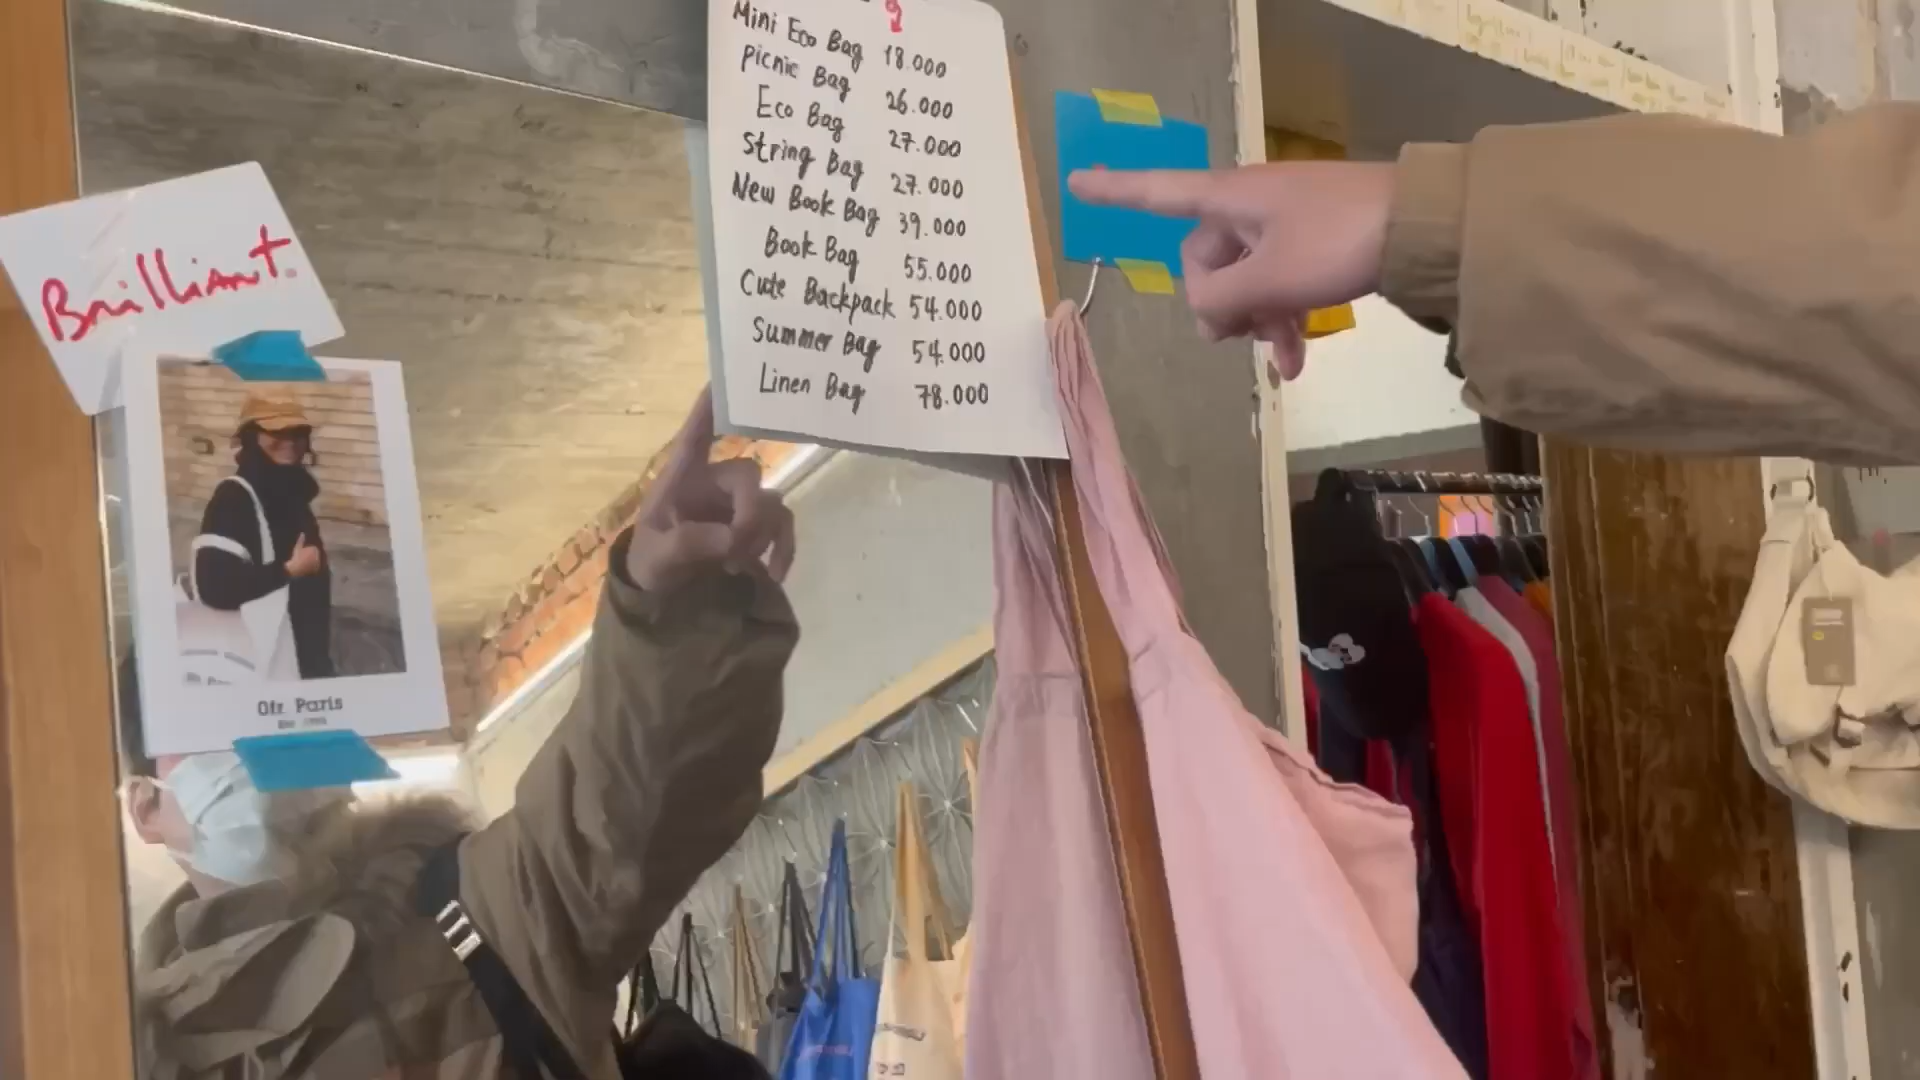 Mini Eco Bag 18.000
Picnic Bag 26.000
Eco Bag 27.000
String Bag 27.000
New Book Bag 39.000
Book Bag 55.000
Cute Backpack 54.000
Summer Bag 54.000
Linen Bag 78.000
Brilliant.
Ofr. Paris